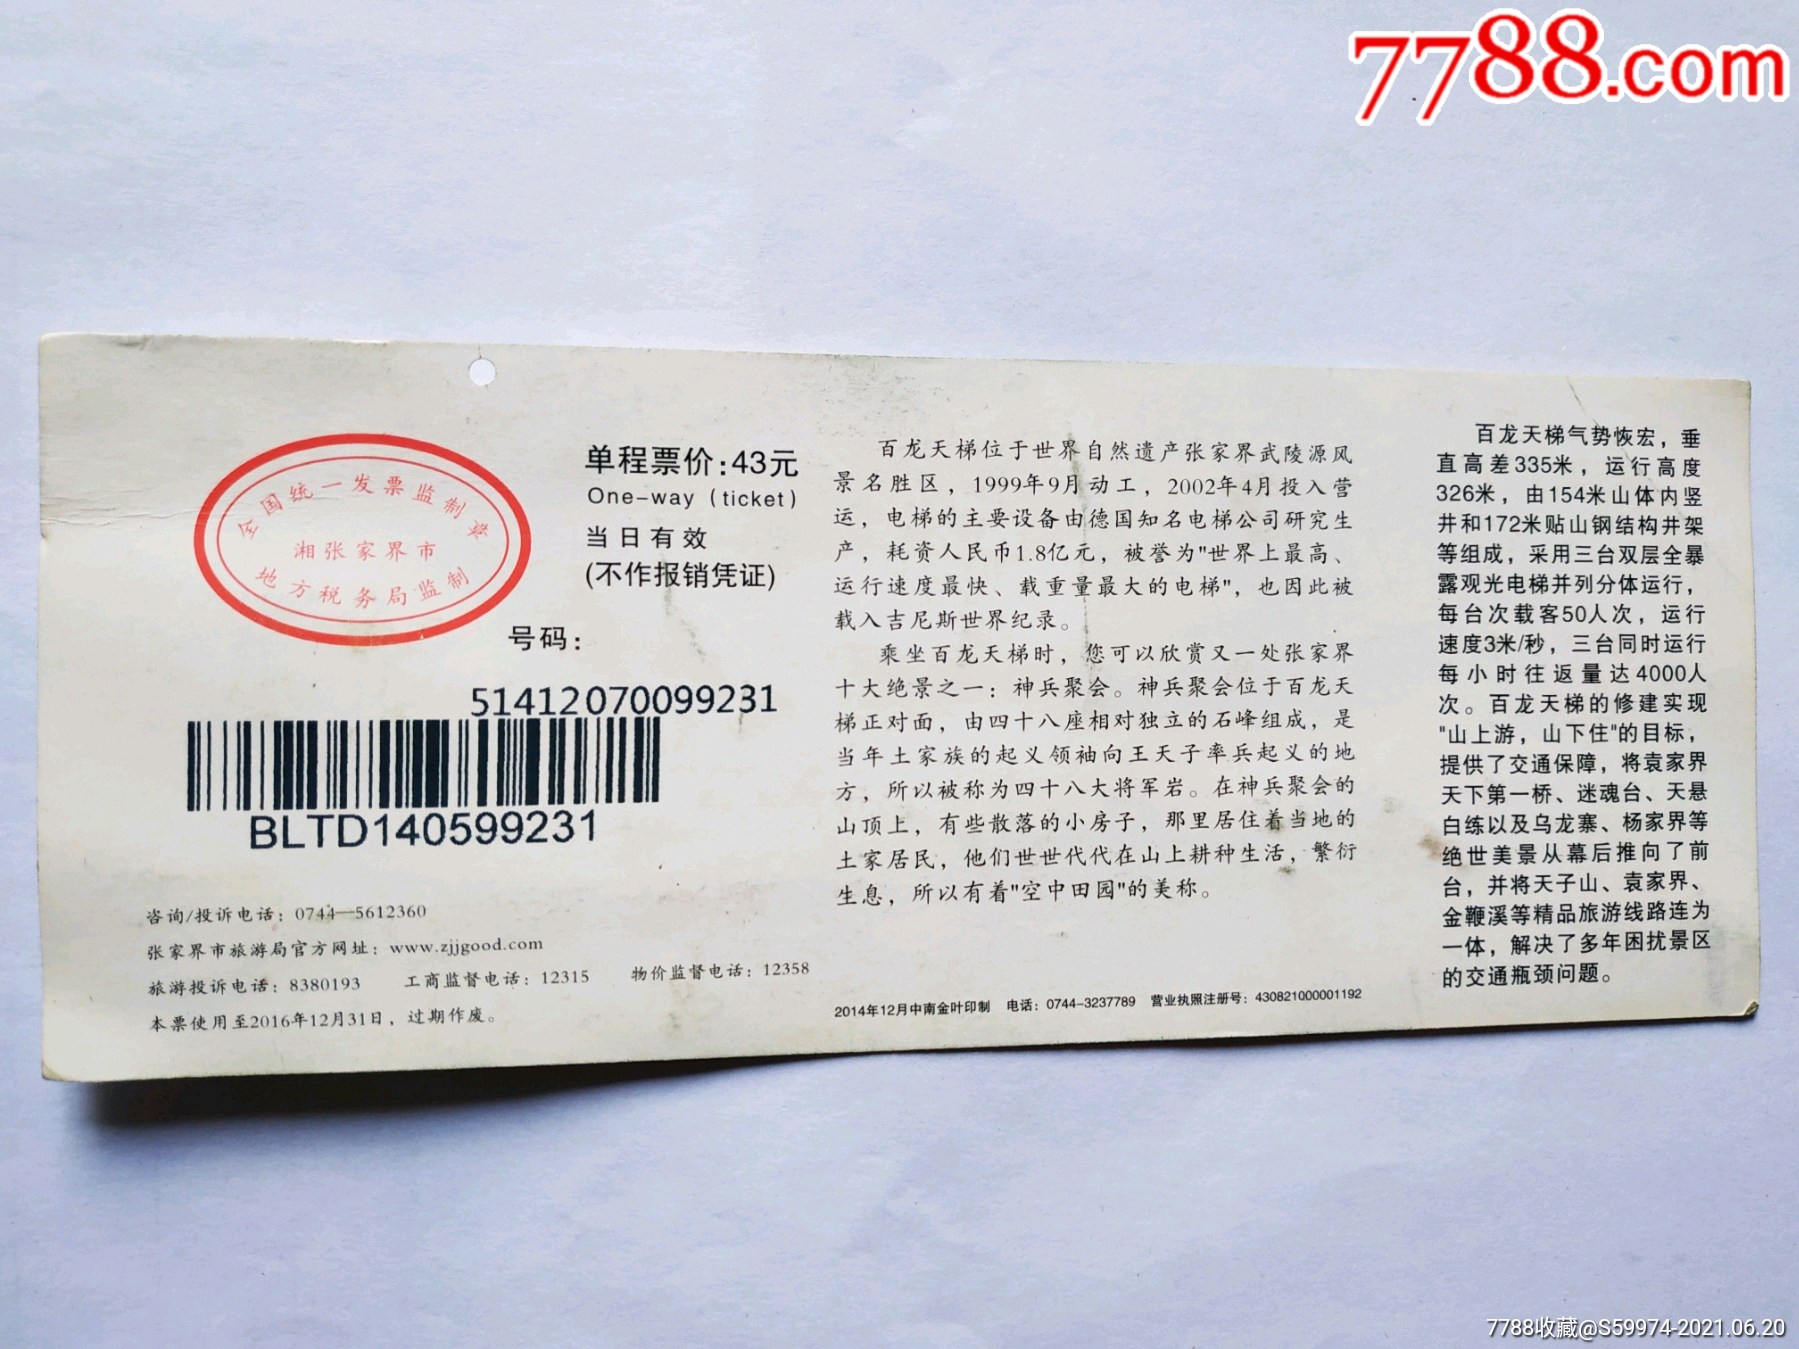 7788.com
全国统一发票监制章
湘张家界市
地方税务局监制
单程票价:43元
One-way (ticket)
当日有效
(不作报销凭证)
号码:
51412070099231
BLTD140599231
咨询/投诉电话:0744—5612360
张家界市旅游局官方网址:www.zjjgood.com
旅游投诉电话:8380193 工商监督电话:12315 物价监督电话:12358
本票使用至2016年12月31日,过期作废。
百龙天梯位于世界自然遗产张家界武陵源风
景名胜区,1999年9月动工,2002年4月投入营
运,电梯的主要设备由德国知名电梯公司研究生
产,耗资人民币1.8亿元,被誉为"世界上最高、
运行速度最快、载重量最大的电梯",也因此被
载入吉尼斯世界纪录。
乘坐百龙天梯时,您可以欣赏又一处张家界
十大绝景之一:神兵聚会。神兵聚会位于百龙天
梯正对面,由四十八座相对独立的石峰组成,是
当年土家族的起义领袖向王天子率兵起义的地
方,所以被称为四十八大将军岩。在神兵聚会的
山顶上,有些散落的小房子,那里居住着当地的
土家居民,他们世世代代在山上耕种生活,繁衍
生息,所以有着"空中田园"的美称。
2014年12月中南金叶印制 电话:0744-3237789 营业执照注册号:430821000001192
百龙天梯气势恢宏,垂
直高差335米,运行高度
326米,由154米山体内竖
井和172米贴山钢结构井架
等组成,采用三台双层全暴
露观光电梯并列分体运行,
每台次载客50人次,运行
速度3米/秒,三台同时运行
每小时往返量达4000人
次。百龙天梯的修建实现
"山上游,山下住"的目标,
提供了交通保障,将袁家界
天下第一桥、迷魂台、天悬
白练以及乌龙寨、杨家界等
绝世美景从幕后推向了前
台,并将天子山、袁家界、
金鞭溪等精品旅游线路连为
一体,解决了多年困扰景区
的交通瓶颈问题。
7788收藏@S59974-2021.06.20